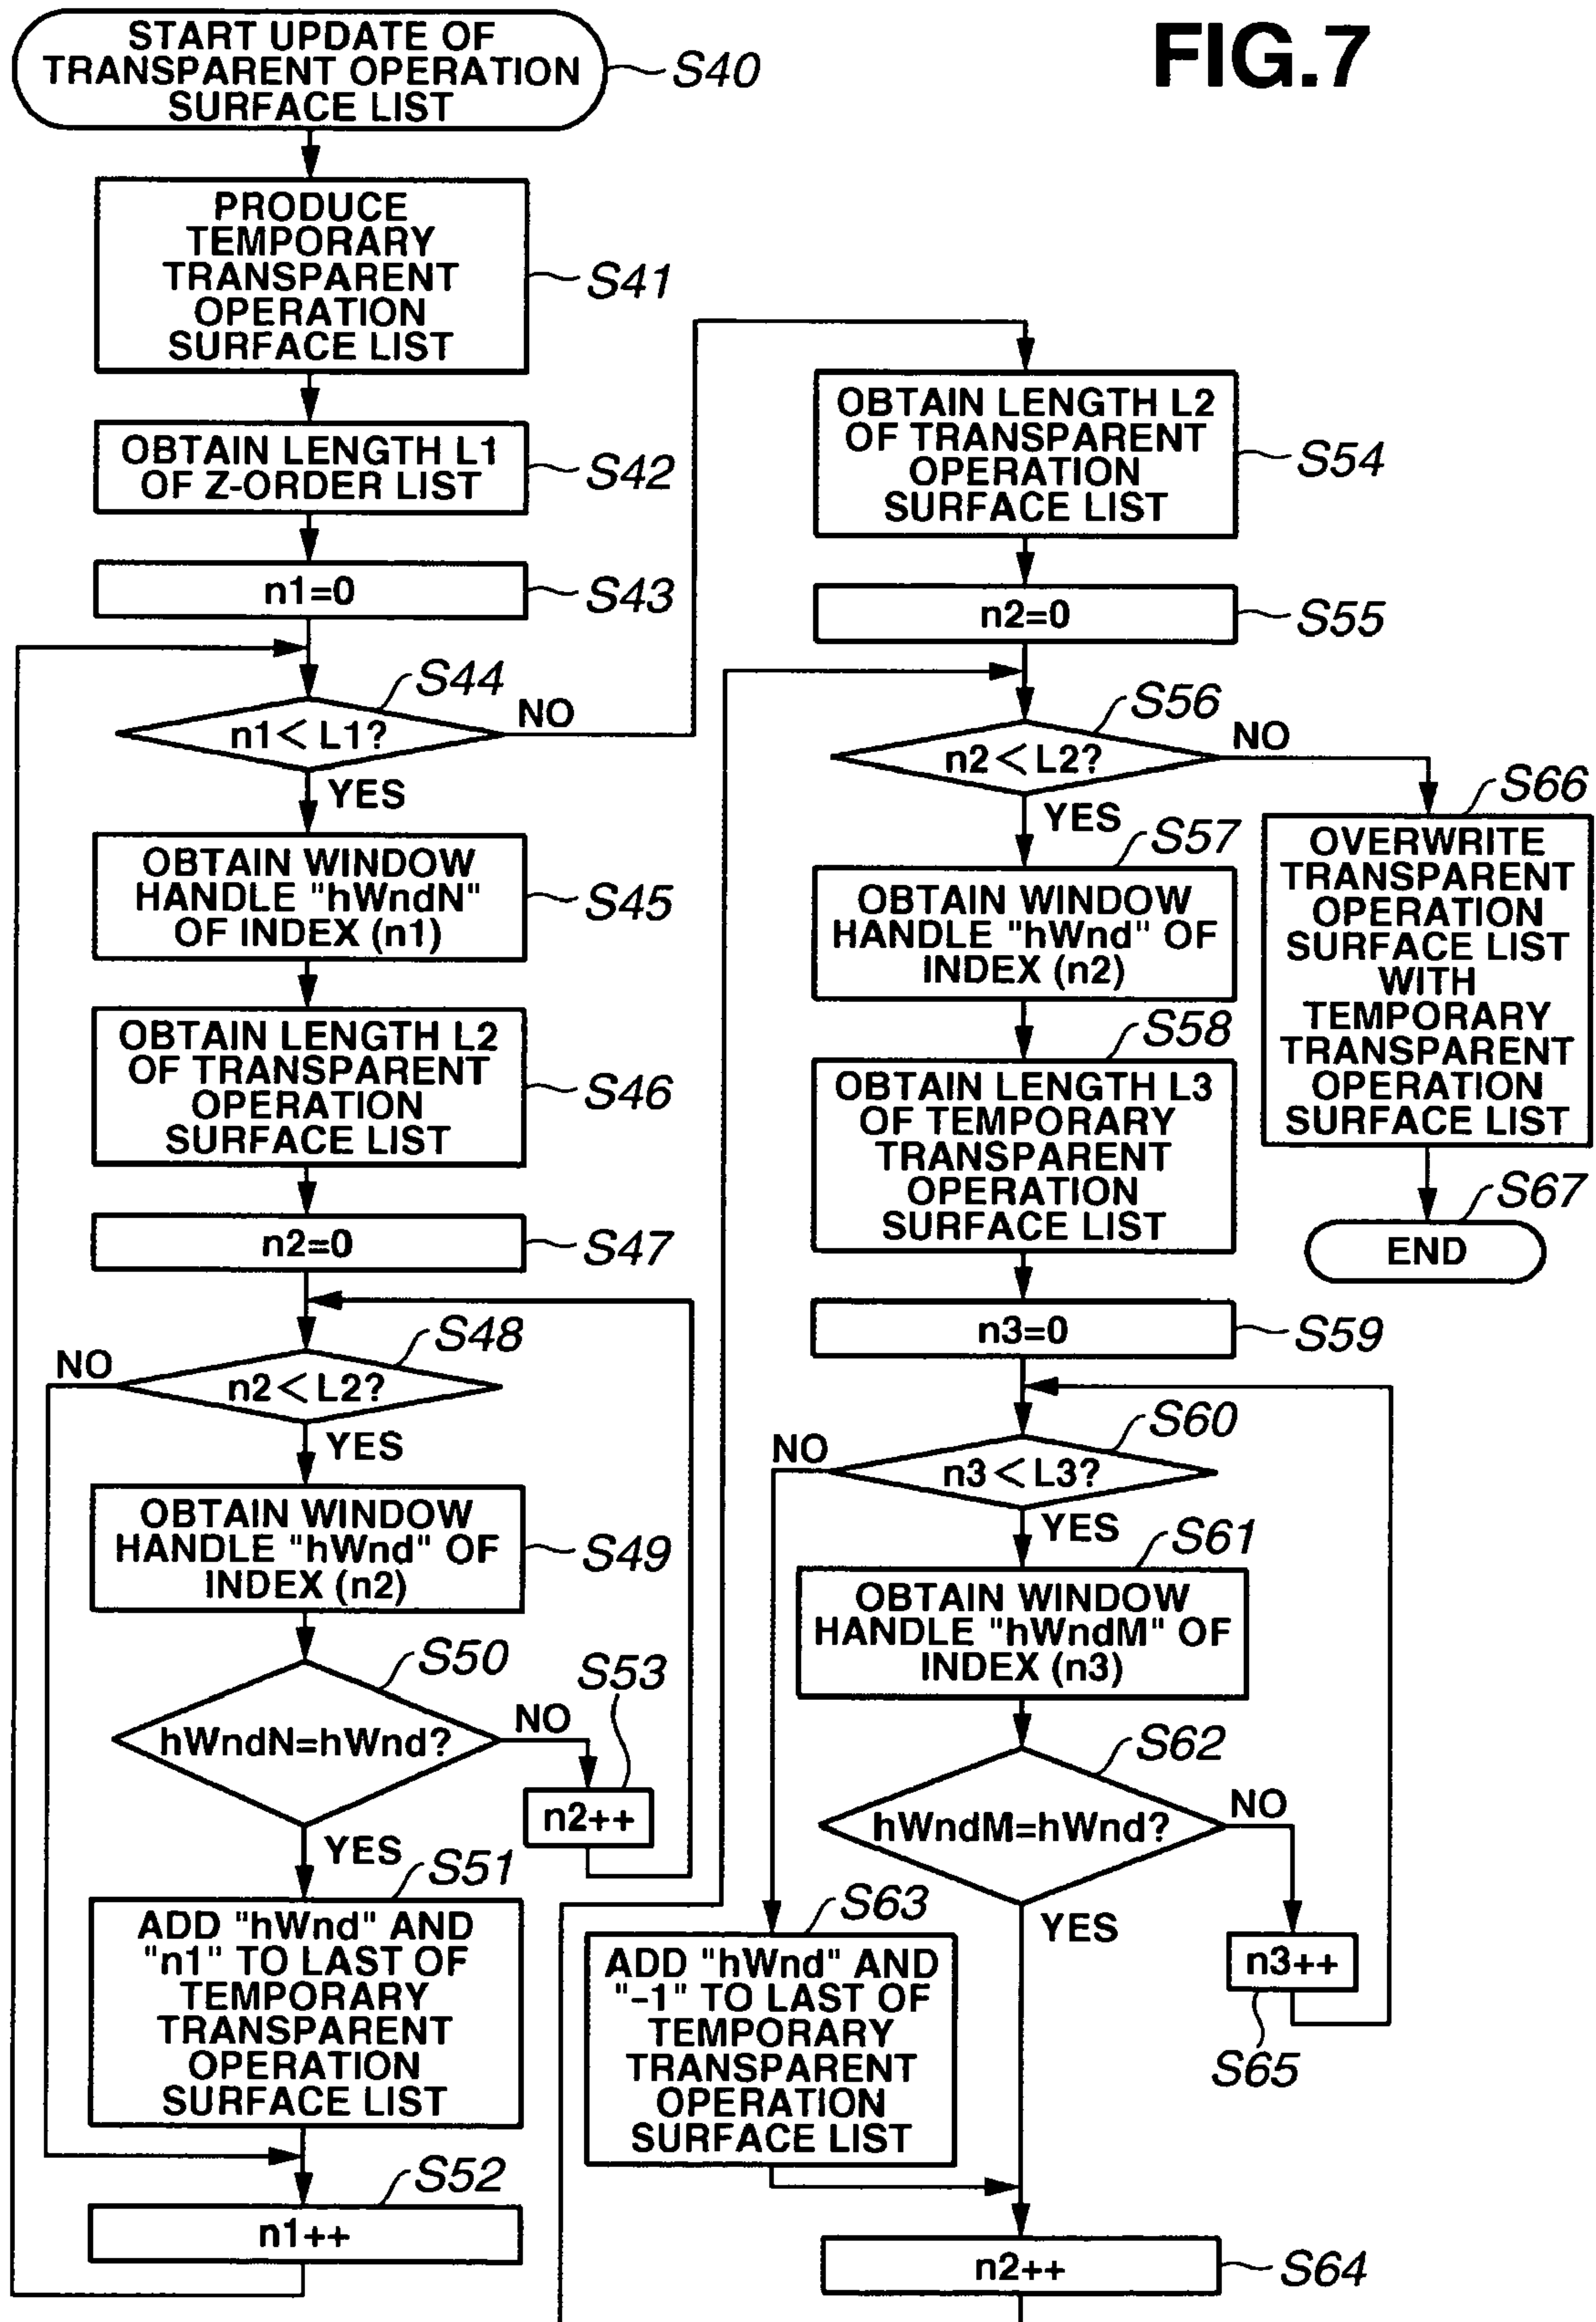 FIG.7
START UPDATE OF
TRANSPARENT OPERATION
SURFACE LIST
S40
PRODUCE
TEMPORARY
TRANSPARENT
OPERATION
SURFACE LIST
S41
OBTAIN LENGTH L1
OF Z-ORDER LIST
S42
n1=0
S43
S44
n1<L1?
NO
YES
OBTAIN WINDOW
HANDLE "hWndN"
OF INDEX (n1)
S45
OBTAIN LENGTH L2
OF TRANSPARENT
OPERATION
SURFACE LIST
S46
n2=0
S47
S48
NO
n2<L2?
YES
OBTAIN WINDOW
HANDLE "hWnd" OF
INDEX (n2)
S49
S50
hWndN=hWnd?
NO
S53
n2++
YES
S51
ADD "hWnd" AND
"n1" TO LAST OF
TEMPORARY
TRANSPARENT
OPERATION
SURFACE LIST
S52
n1++
OBTAIN LENGTH L2
OF TRANSPARENT
OPERATION
SURFACE LIST
S54
n2=0
S55
S56
n2<L2?
NO
YES
S57
OBTAIN WINDOW
HANDLE "hWnd" OF
INDEX (n2)
S58
OBTAIN LENGTH L3
OF TEMPORARY
TRANSPARENT
OPERATION
SURFACE LIST
n3=0
S59
S60
NO
n3<L3?
YES
S61
OBTAIN WINDOW
HANDLE "hWndM" OF
INDEX (n3)
S62
hWndM=hWnd?
NO
YES
n3++
S65
S63
ADD "hWnd" AND
"-1" TO LAST OF
TEMPORARY
TRANSPARENT
OPERATION
SURFACE LIST
n2++
S64
S66
OVERWRITE
TRANSPARENT
OPERATION
SURFACE LIST
WITH
TEMPORARY
TRANSPARENT
OPERATION
SURFACE LIST
S67
END